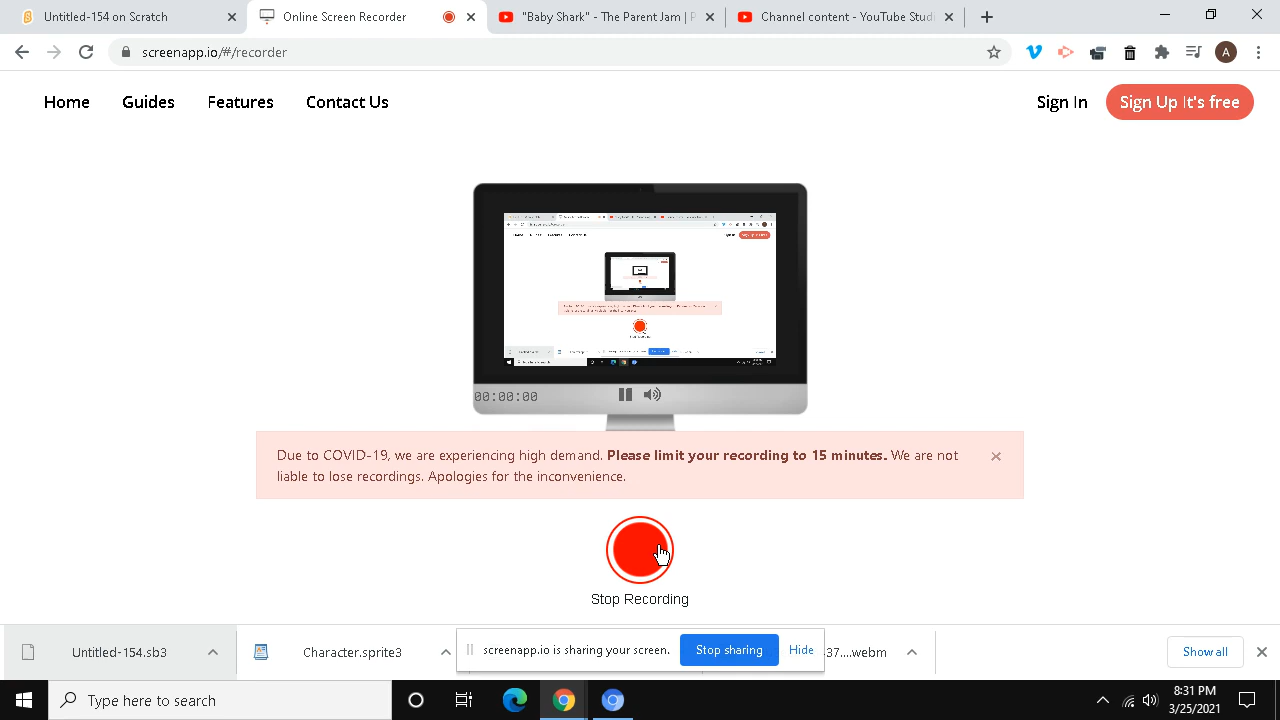 Untitled-154 on Scratch
Online Screen Recorder
"Baby Shark" - The Parent Jam | P
Channel content - YouTube Studi
screenapp.io/#/recorder
A
Home
Guides
Features
Contact Us
Sign In
Sign Up It's free
00:00:00
Due to COVID-19, we are experiencing high demand. Please limit your recording to 15 minutes. We are not
liable to lose recordings. Apologies for the inconvenience.
Stop Recording
Untitled-154.sb3
Character.sprite3
screenapp.io is sharing your screen.
Stop sharing
Hide
37....webm
Show all
Type here to search
8:31 PM
3/25/2021